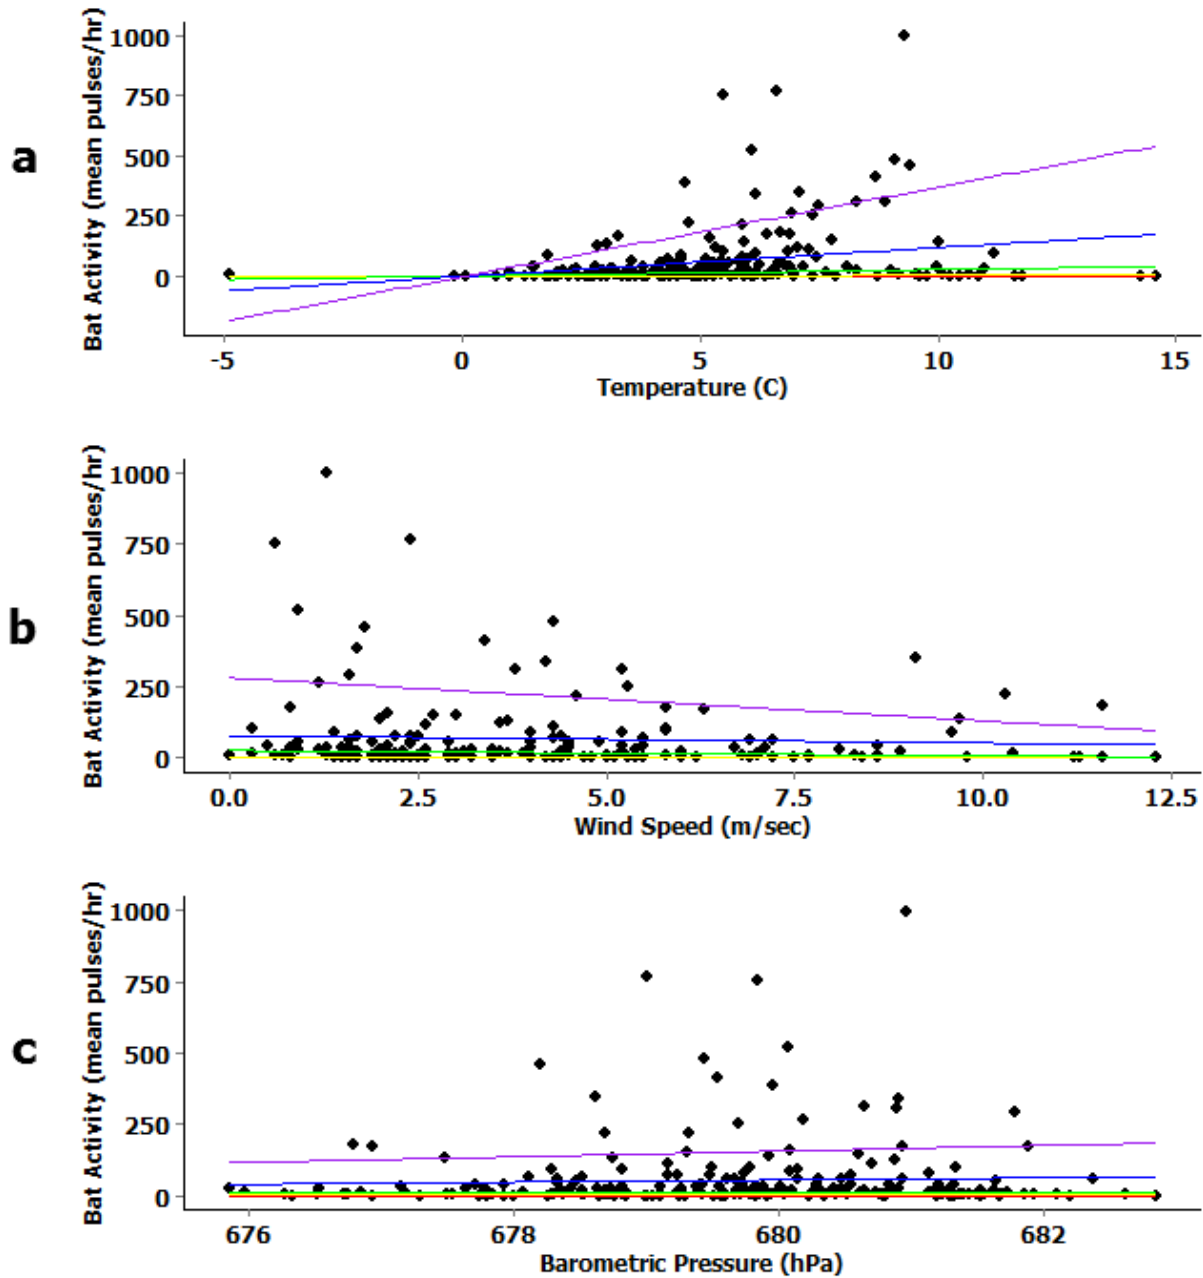 a
Bat Activity (mean pulses/hr)
1000
750
500
250
0
-5 0 5 10 15
Temperature (C)
b
Bat Activity (mean pulses/hr)
1000
750
500
250
0
0.0 2.5 5.0 7.5 10.0 12.5
Wind Speed (m/sec)
c
Bat Activity (mean pulses/hr)
1000
750
500
250
0
676 678 680 682
Barometric Pressure (hPa)